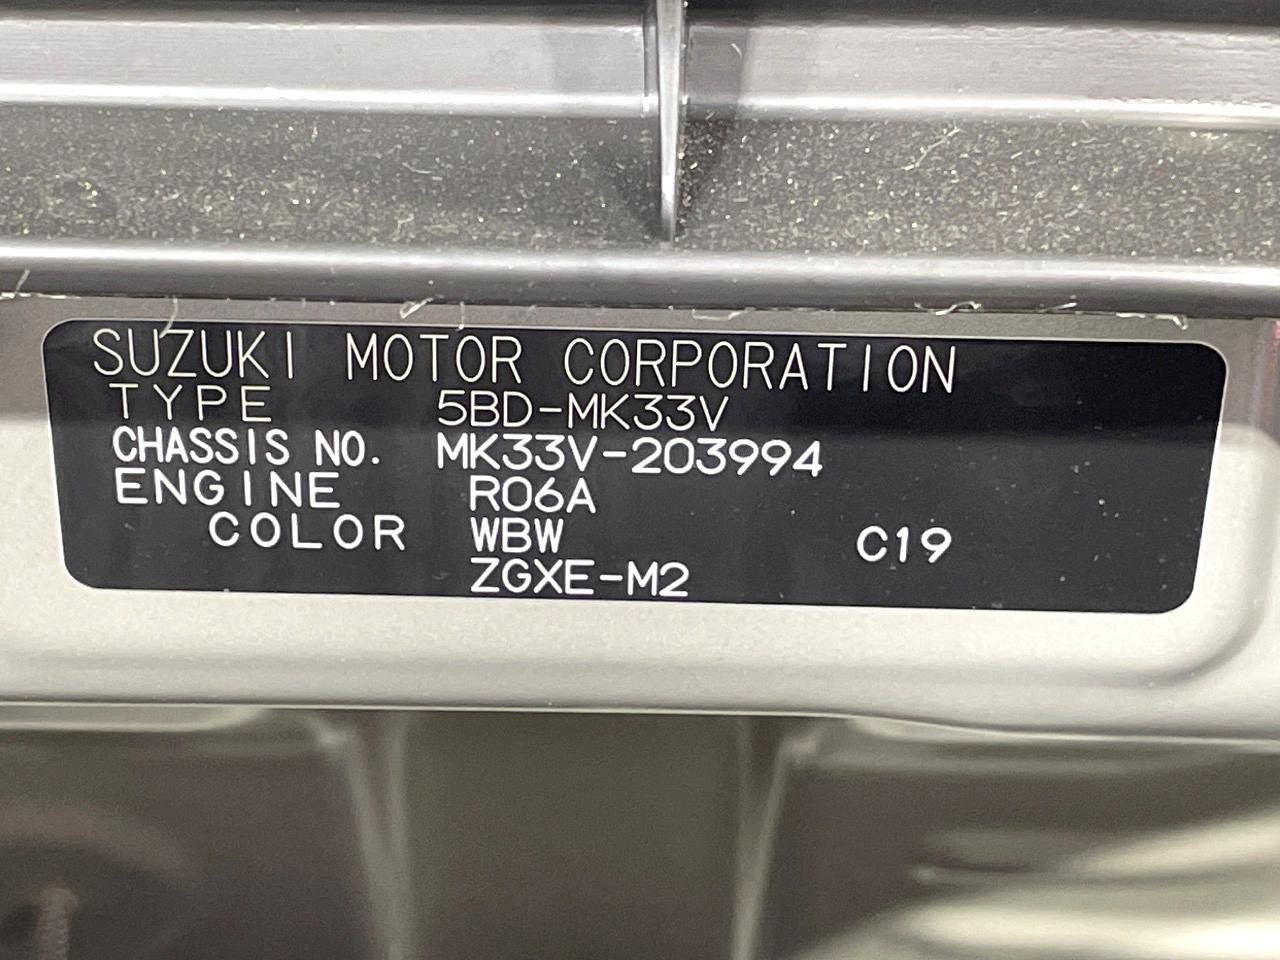 SUZUKI MOTOR CORPORATION
TYPE 5BD-MK33V
CHASSIS NO. MK33V-203994
ENGINE R06A
COLOR WBW C19
ZGXE-M2